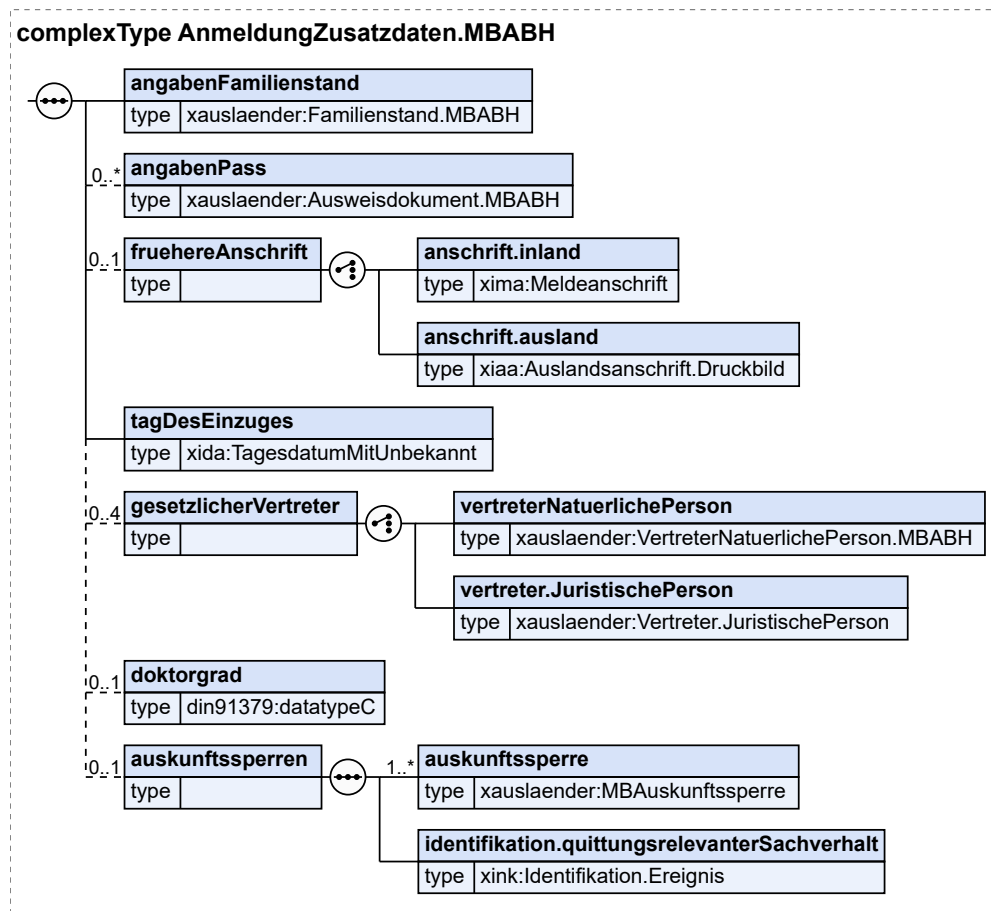 complexType AnmeldungZusatzdaten.MBABH
angabenFamilienstand
type xauslaender:Familienstand.MBABH
0..* angabenPass
type xauslaender:Ausweisdokument.MBABH
0..1 fruehereAnschrift anschrift.inland
type type xima:Meldeanschrift
anschrift.ausland
type xiaa:Auslandsanschrift.Druckbild
tagDesEinzuges
type xida:TagesdatumMitUnbekannt
0..4 gesetzlicherVertreter vertreterNatuerlichePerson
type type xauslaender:VertreterNatuerlichePerson.MBABH
vertreter.JuristischePerson
type xauslaender:Vertreter.JuristischePerson
0..1 doktorgrad
type din91379:datatypeC
0..1 auskunftssperren 1..* auskunftssperre
type type xauslaender:MBAuskunftssperre
identifikation.quittungsrelevanterSachverhalt
type xink:Identifikation.Ereignis